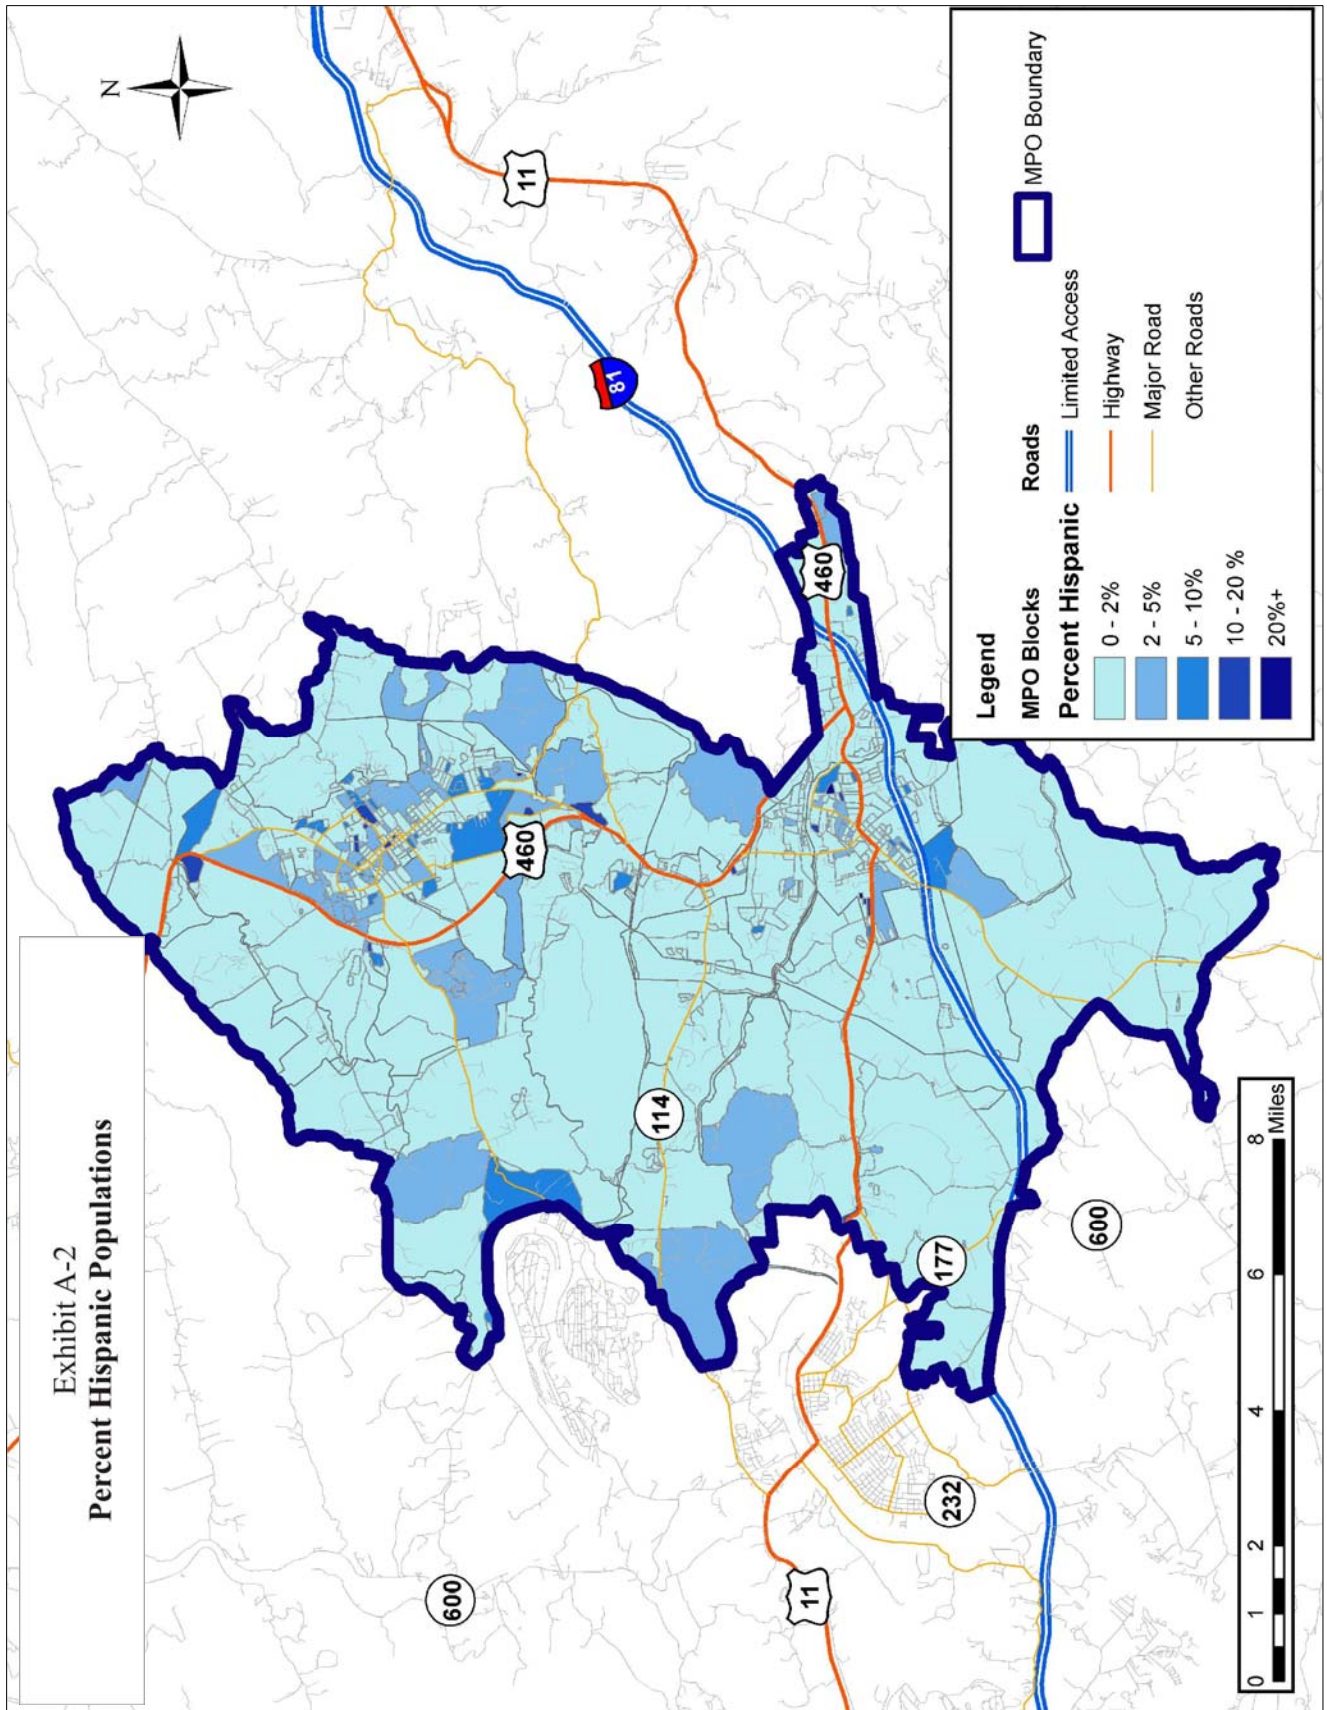 Exhibit A-2
Percent Hispanic Populations
N
11
81
460
460
114
177
600
600
232
11
Legend
MPO Blocks
Percent Hispanic
0 - 2%
2 - 5%
5 - 10%
10 - 20 %
20%+
Roads
Limited Access
Highway
Major Road
Other Roads
MPO Boundary
0 1 2 4 6 8
Miles